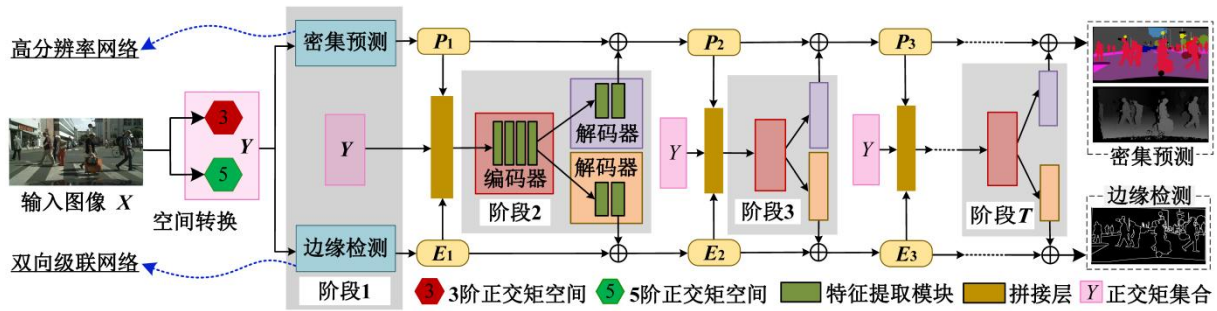 高分辨率网络
密集预测
P1
P2
P3
3
Y
5
输入图像 X
空间转换
Y
编码器
解码器
解码器
阶段2
Y
阶段3
Y
阶段T
密集预测
边缘检测
双向级联网络
边缘检测
阶段1
E1
E2
E3
3 3阶正交矩空间
5 5阶正交矩空间
特征提取模块
拼接层
Y 正交矩集合